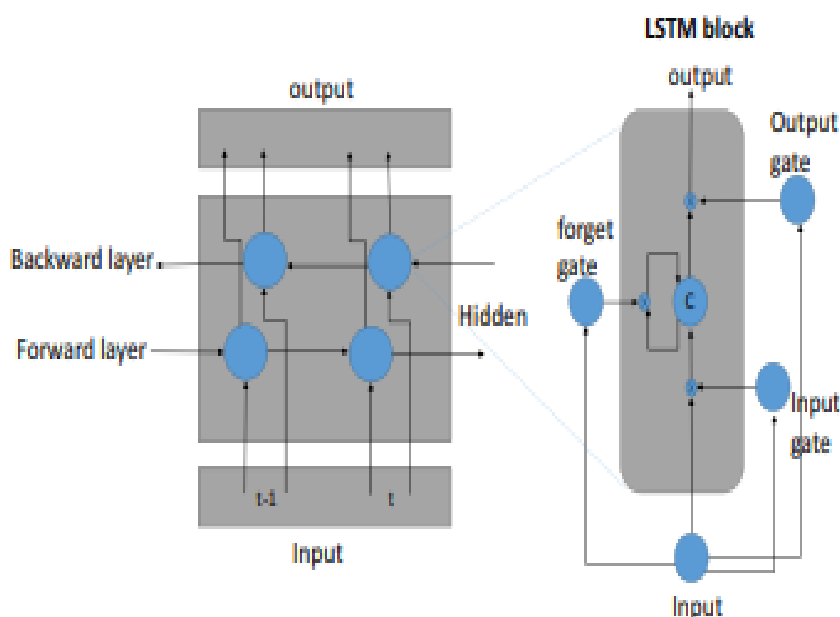 LSTM block
output
output
Output
gate
forget
gate
Backward layer
C
Hidden
Forward layer
Input
gate
t-1
t
Input
Input